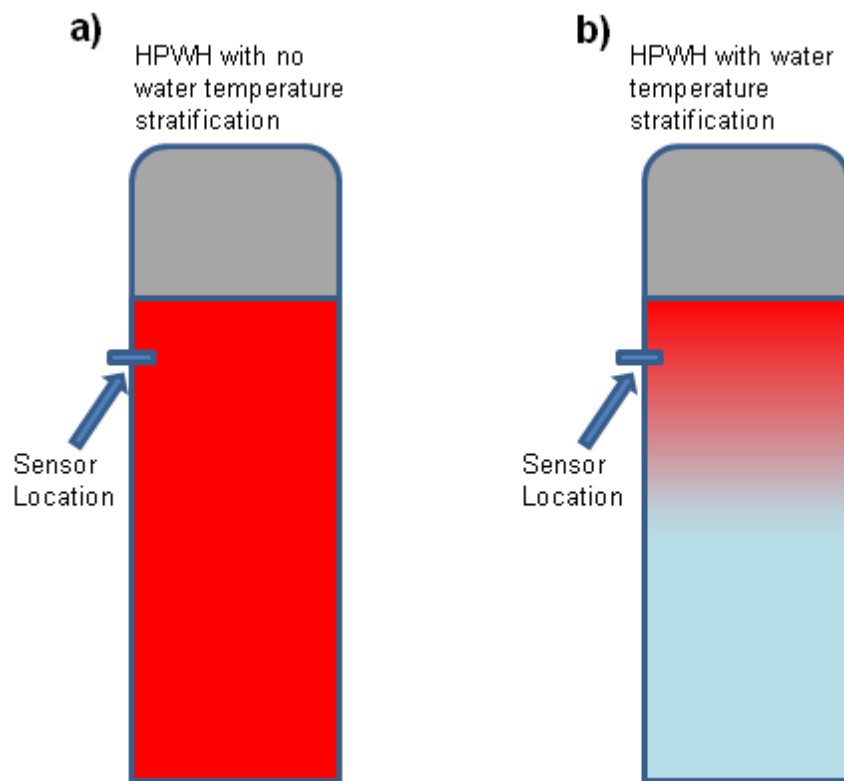 a)
HPWH with no
water temperature
stratification
Sensor
Location
b)
HPWH with water
temperature
stratification
Sensor
Location